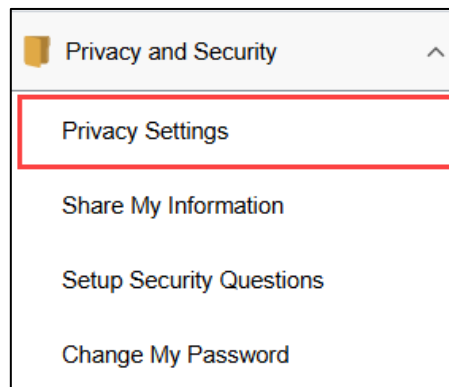 Privacy and Security
Privacy Settings
Share My Information
Setup Security Questions
Change My Password